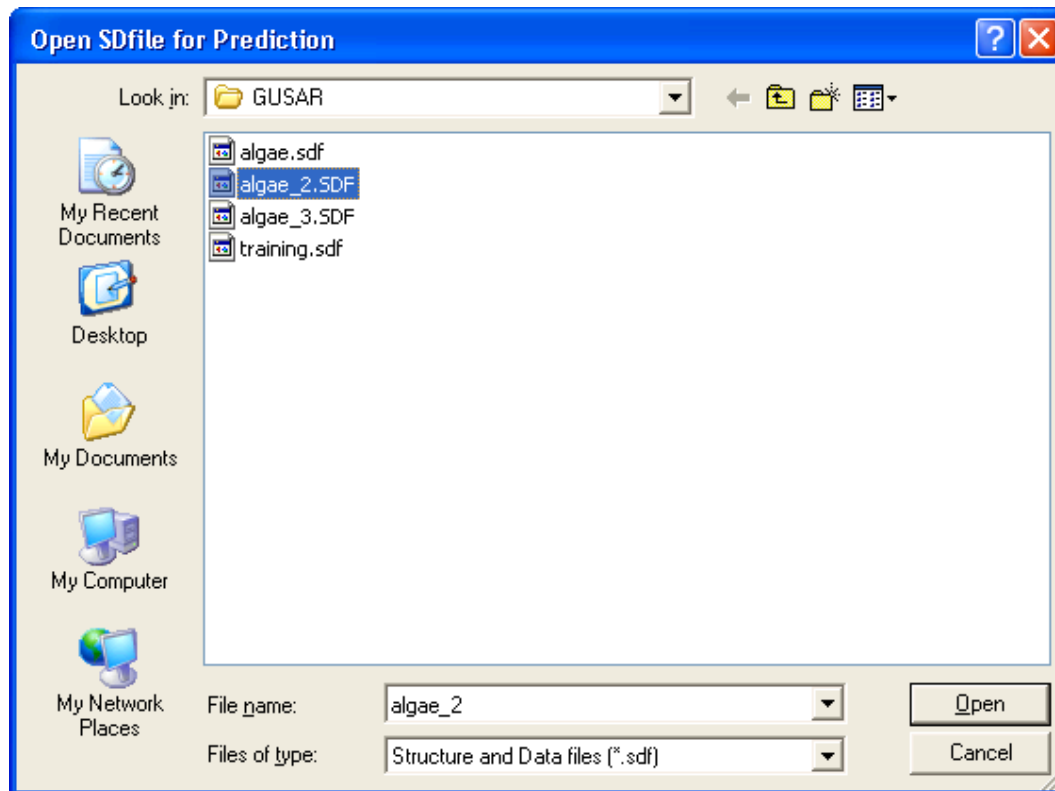 Open SDfile for Prediction
Look in: GUSAR
algae.sdf
algae_2.SDF
algae_3.SDF
training.sdf
My Recent
Documents
Desktop
My Documents
My Computer
My Network
Places
File name: algae_2 Open
Files of type: Structure and Data files (*.sdf) Cancel